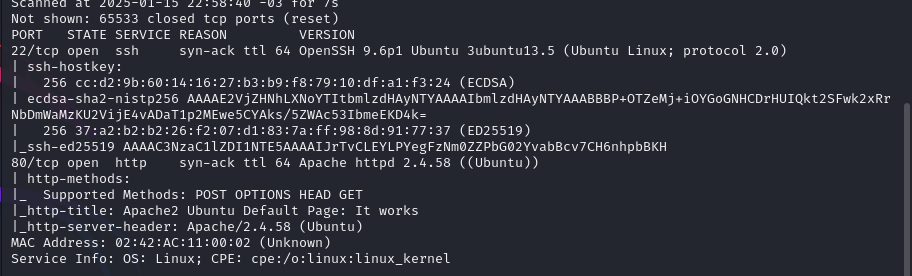 Scanned at 2025-01-15 22:58:40 -03 for 7s
Not shown: 65533 closed tcp ports (reset)
PORT   STATE SERVICE REASON         VERSION
22/tcp open  ssh     syn-ack ttl 64 OpenSSH 9.6p1 Ubuntu 3ubuntu13.5 (Ubuntu Linux; protocol 2.0)
| ssh-hostkey:
|   256 cc:d2:9b:60:14:16:27:b3:b9:f8:79:10:df:a1:f3:24 (ECDSA)
| ecdsa-sha2-nistp256 AAAAE2VjZHNhLXNoYTItbmlzdHAyNTYAAAAIbmlzdHAyNTYAAABBBP+OTZeMj+iOYGoGNHCDrHUIQkt2SFwk2xRr
NbDmWaMzKU2VijE4vADaT1p2MEwe5CYAks/5ZWAc53IbmeEKD4k=
|   256 37:a2:b2:b2:26:f2:07:d1:83:7a:ff:98:8d:91:77:37 (ED25519)
|_ssh-ed25519 AAAAC3NzaC1lZDI1NTE5AAAAIJrTvCLEYLPYegFzNm0ZZPbG02YvabBcv7CH6nhpbBKH
80/tcp open  http    syn-ack ttl 64 Apache httpd 2.4.58 ((Ubuntu))
| http-methods:
|_  Supported Methods: POST OPTIONS HEAD GET
|_http-title: Apache2 Ubuntu Default Page: It works
|_http-server-header: Apache/2.4.58 (Ubuntu)
MAC Address: 02:42:AC:11:00:02 (Unknown)
Service Info: OS: Linux; CPE: cpe:/o:linux:linux_kernel